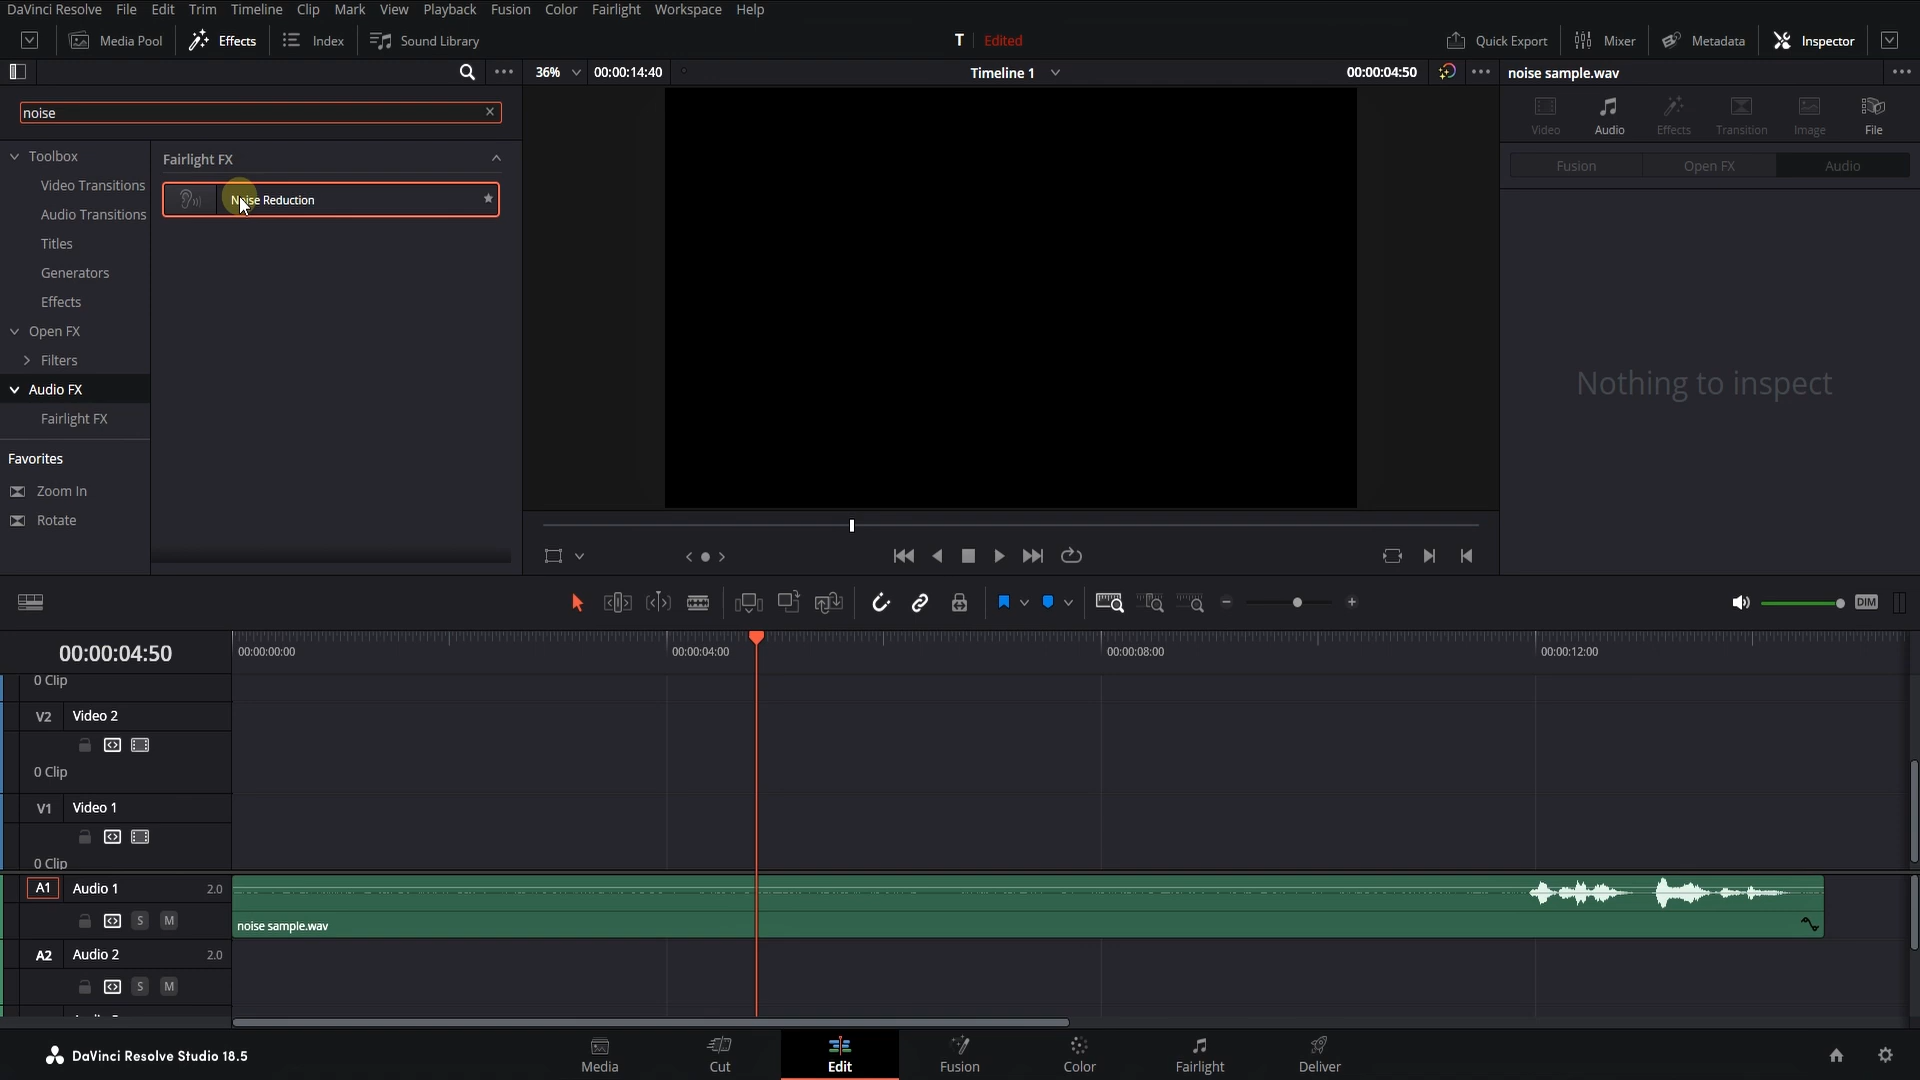 DaVinci Resolve File Edit Trim Timeline Clip Mark View Playback Fusion Color Fairlight Workspace Help
Media Pool Effects Index Sound Library T Edited Quick Export Mixer Metadata Inspector
36% 00:00:14:40 Timeline 1 00:00:04:50 noise sample.wav
noise
Video Audio Effects Transition Image File
Fusion Open FX Audio
Toolbox
Video Transitions
Audio Transitions
Titles
Generators
Effects
Open FX
Filters
Audio FX
Fairlight FX
Favorites
Zoom In
Rotate
Fairlight FX
Noise Reduction
Nothing to inspect
DIM
00:00:04:50 00:00:00:00 00:00:04:00 00:00:08:00 00:00:12:00
0 Clip
V2 Video 2
0 Clip
V1 Video 1
0 Clip
A1 Audio 1 2.0
S M
noise sample.wav
A2 Audio 2 2.0
S M
DaVinci Resolve Studio 18.5
Media Cut Edit Fusion Color Fairlight Deliver